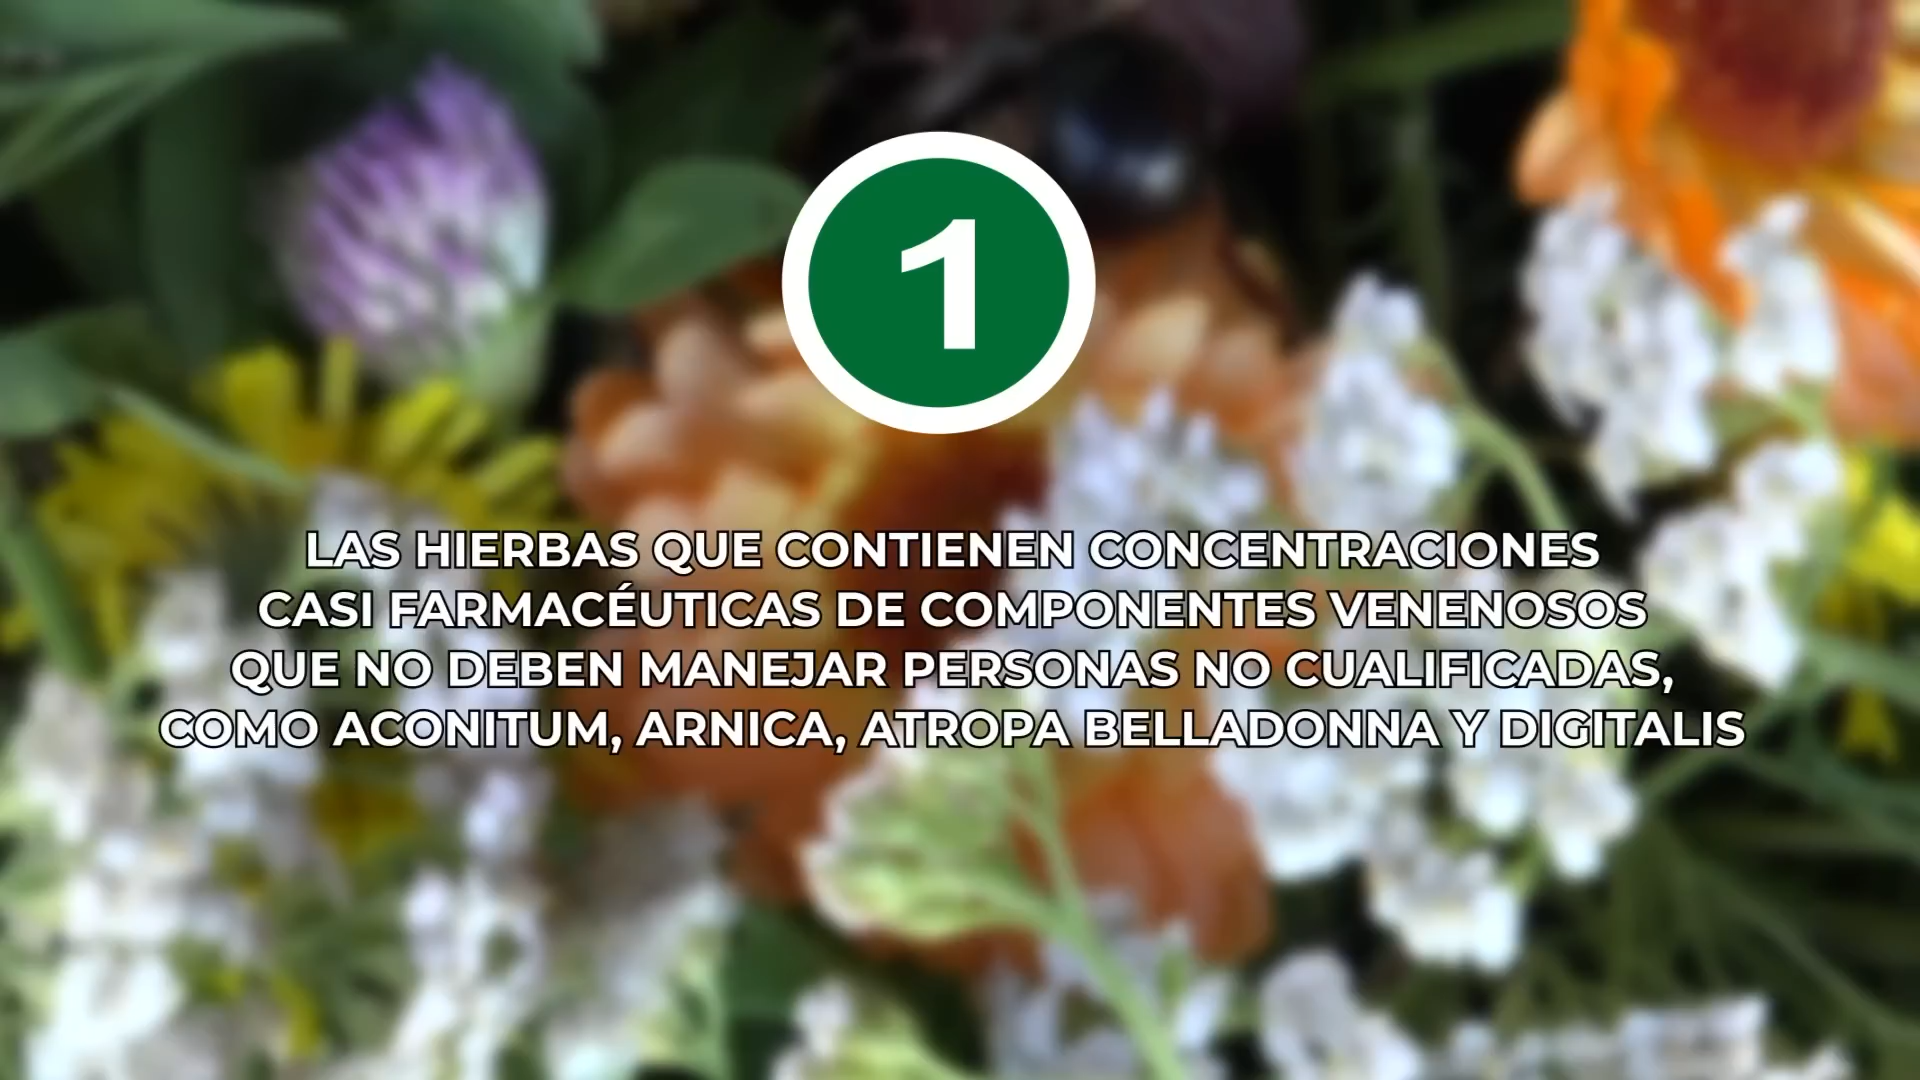 1
LAS HIERBAS QUE CONTIENEN CONCENTRACIONES
CASI FARMACÉUTICAS DE COMPONENTES VENENOSOS
QUE NO DEBEN MANEJAR PERSONAS NO CUALIFICADAS,
COMO ACONITUM, ARNICA, ATROPA BELLADONNA Y DIGITALIS